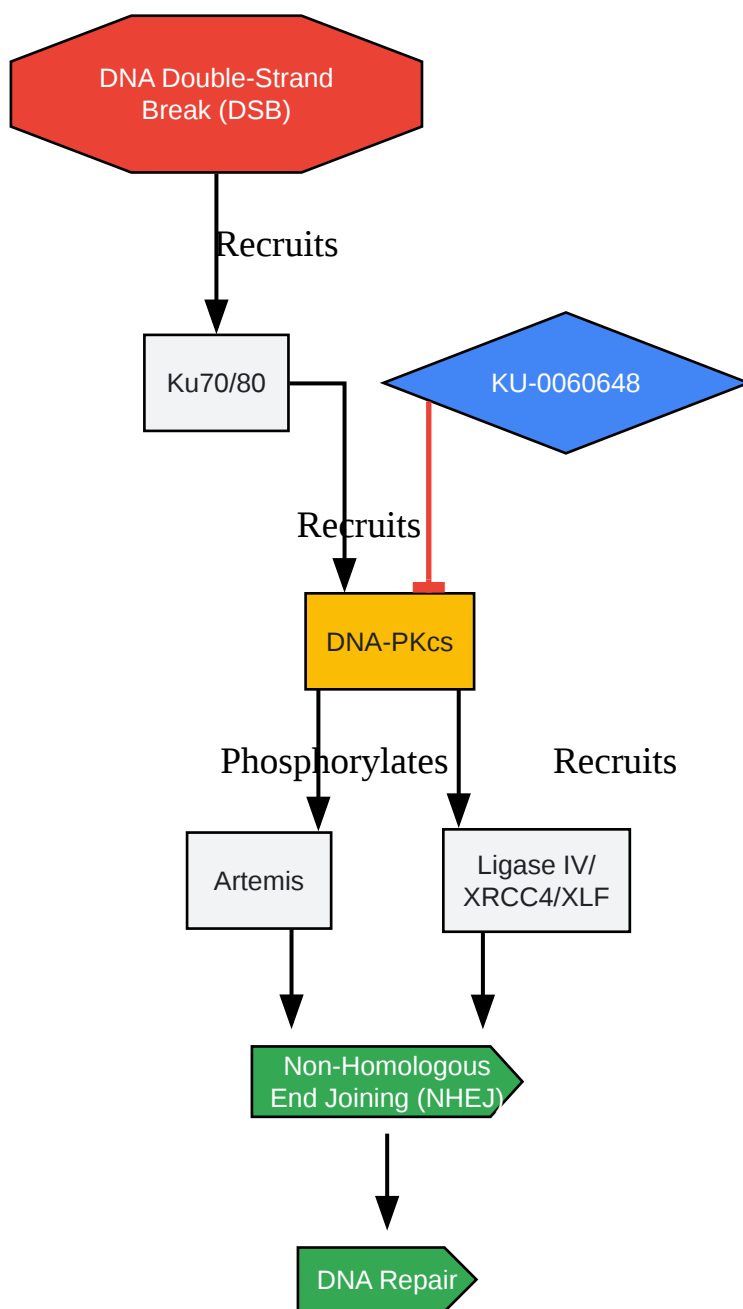 DNA Double-Strand
Break (DSB)
Recruits
Ku70/80
KU-0060648
Recruits
DNA-PKcs
Phosphorylates
Recruits
Artemis
Ligase IV/
XRCC4/XLF
Non-Homologous
End Joining (NHEJ)
DNA Repair